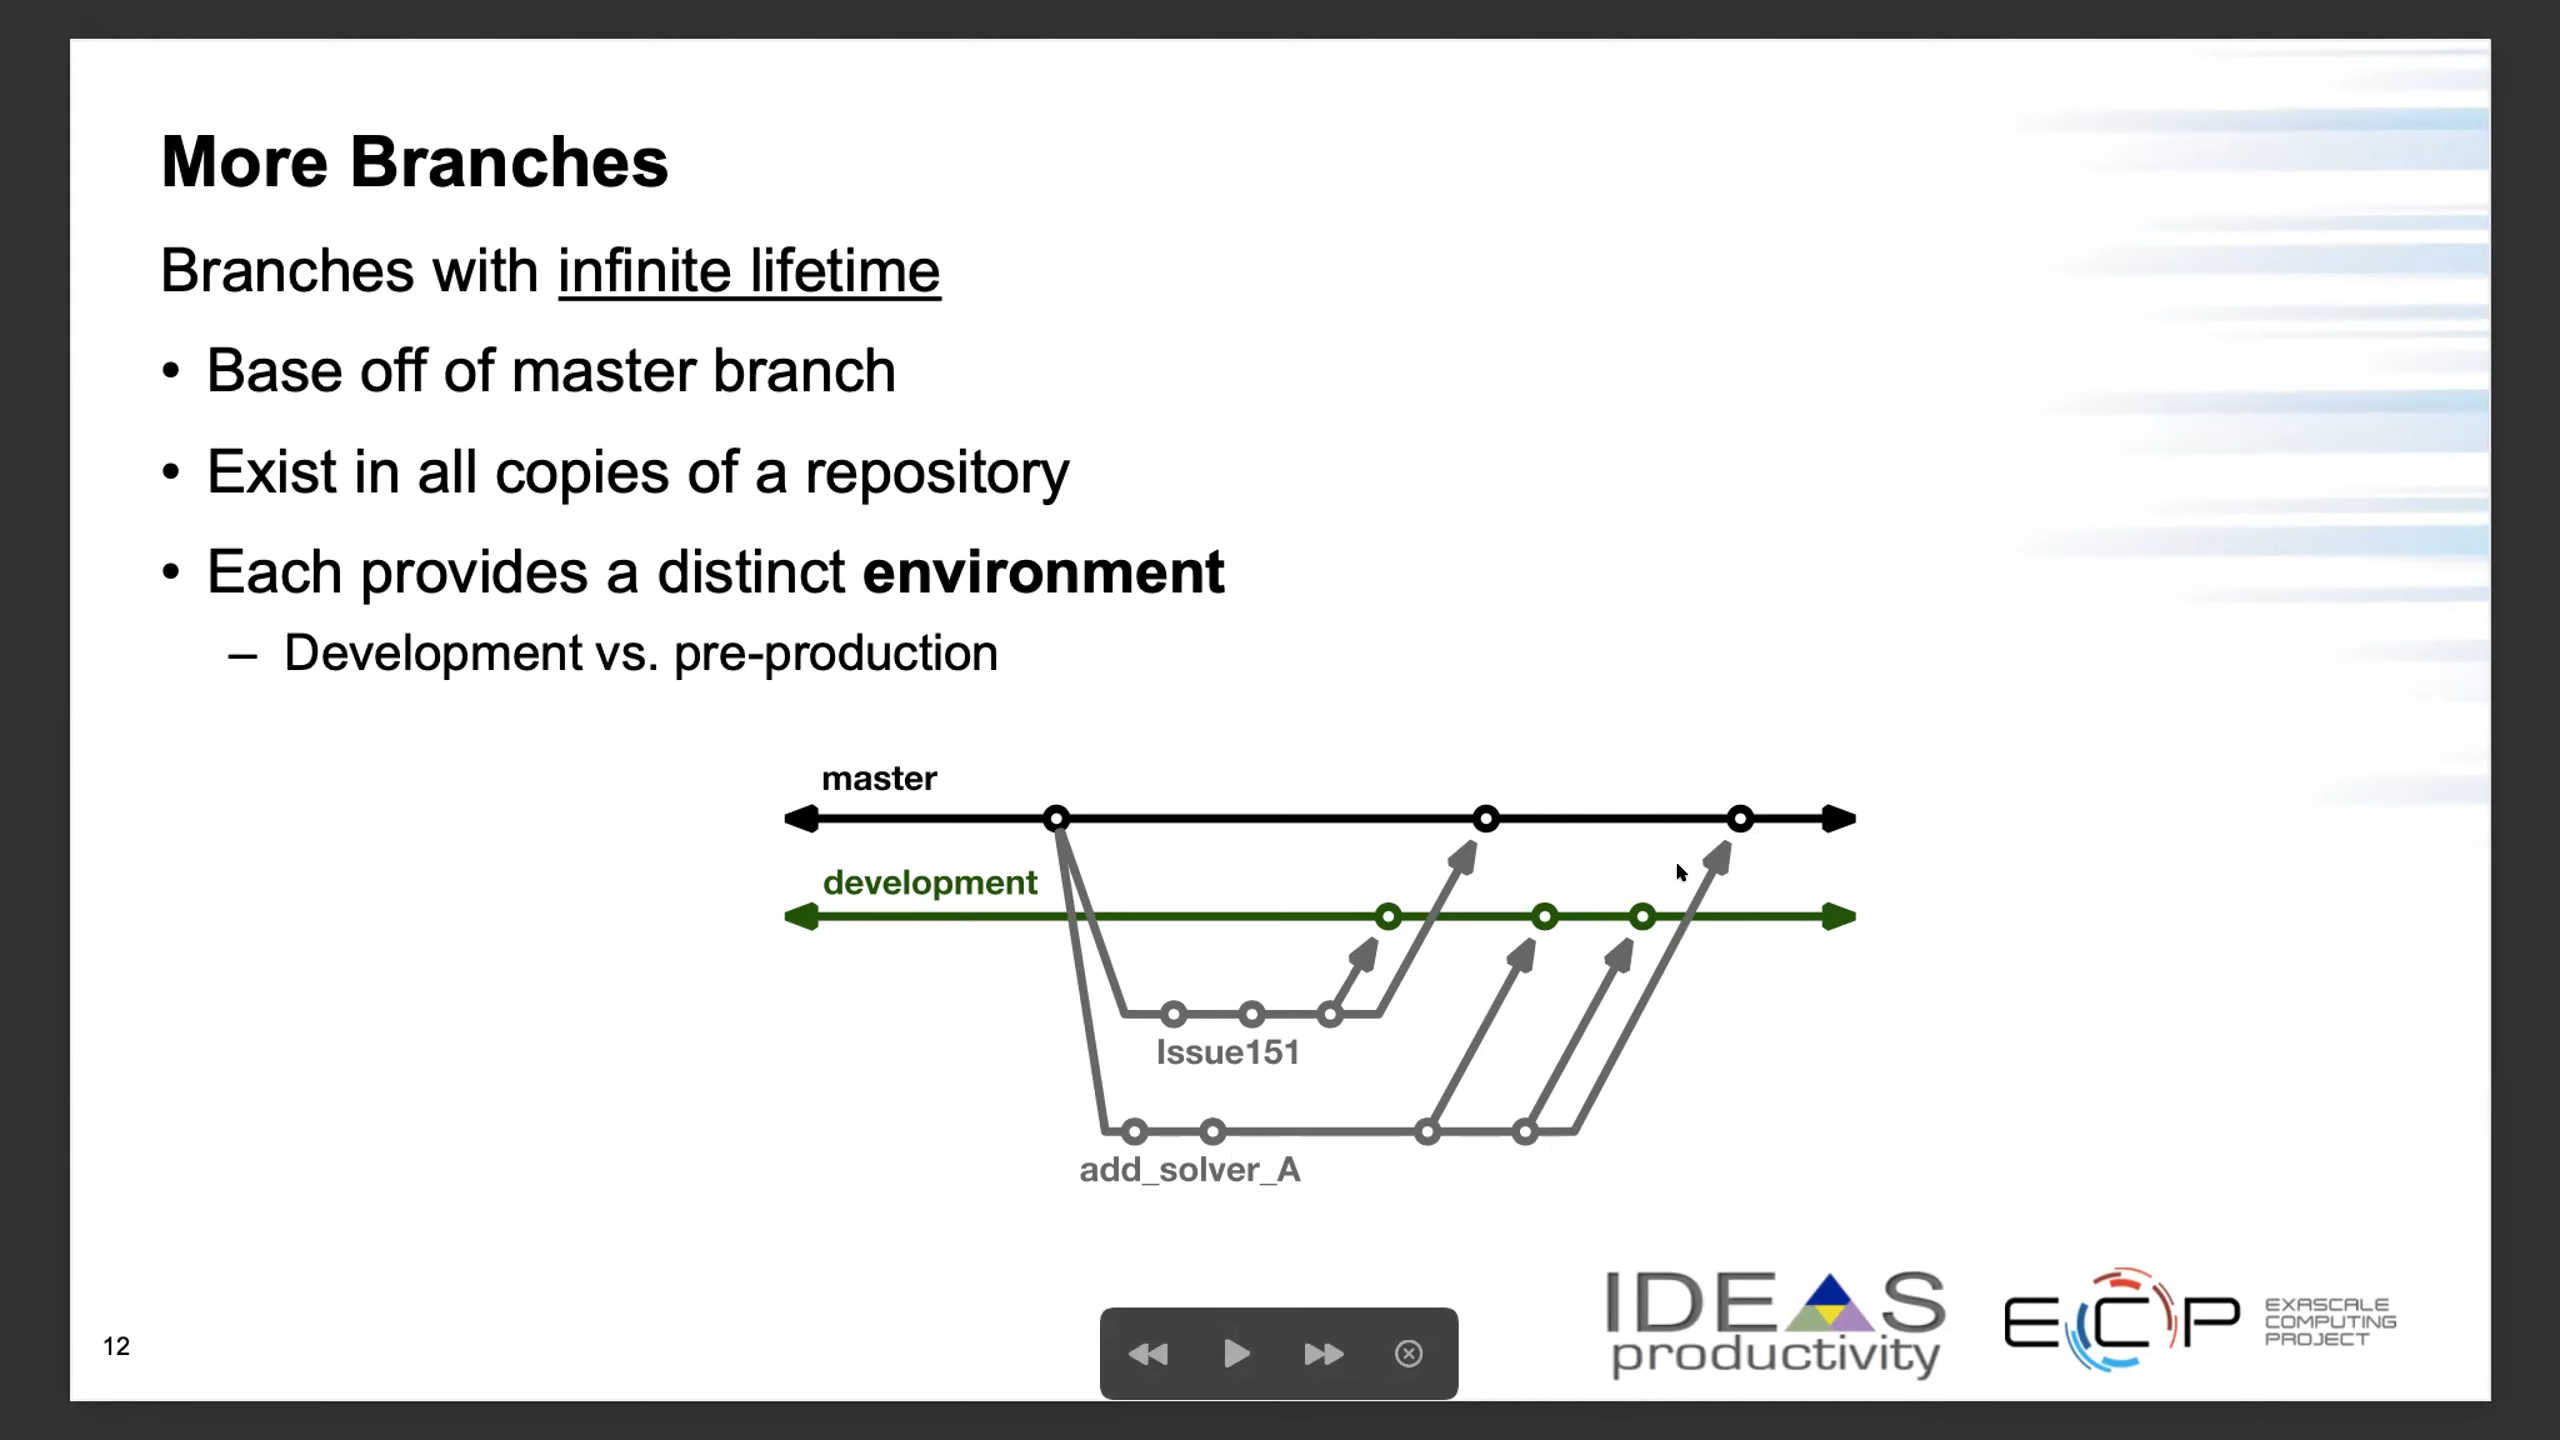 More Branches
Branches with infinite lifetime
• Base off of master branch
• Exist in all copies of a repository
• Each provides a distinct environment
– Development vs. pre-production
master
development
Issue151
add_solver_A
12
IDEAS
productivity
ECP
EXASCALE
COMPUTING
PROJECT